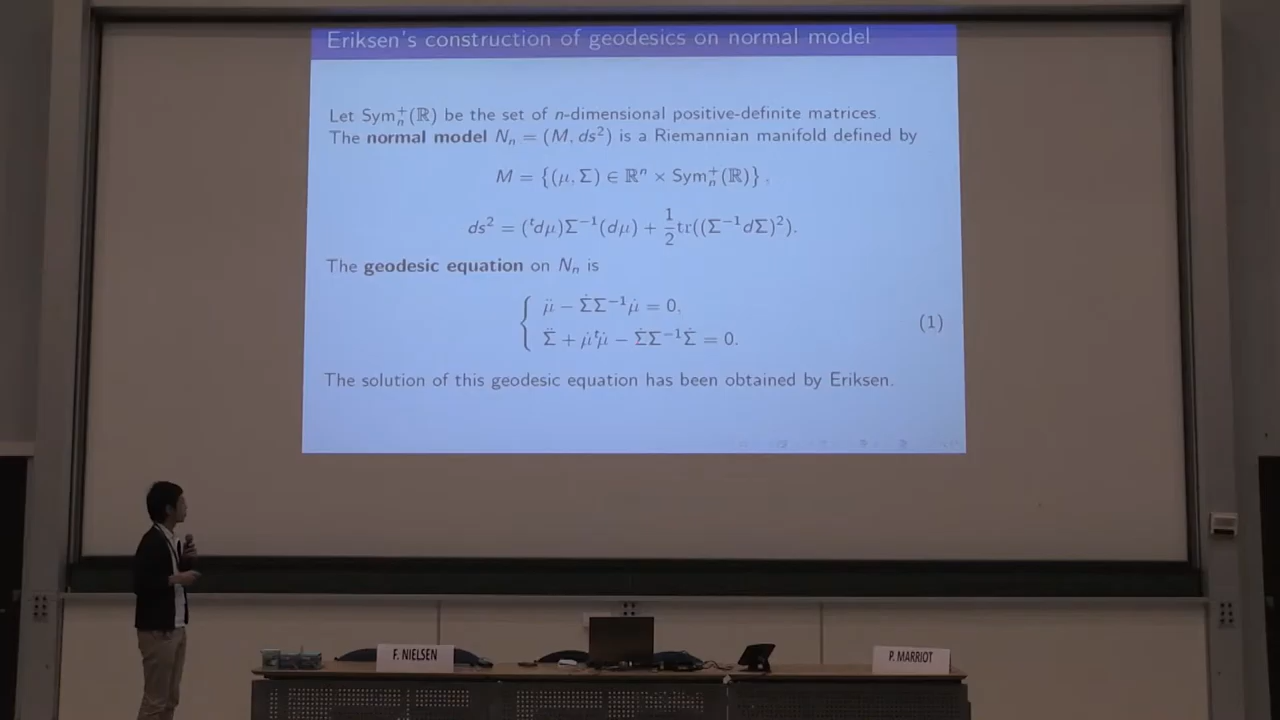 Eriksen's construction of geodesics on normal model
Let Sym⁺ₙ(ℝ) be the set of n-dimensional positive-definite matrices.
The normal model Nₙ = (M, ds²) is a Riemannian manifold defined by
M = {(μ, Σ) ∈ ℝⁿ × Sym⁺ₙ(ℝ)},
ds² = (ᵗdμ)Σ⁻¹(dμ) + 1/2 tr((Σ⁻¹dΣ)²).
The geodesic equation on Nₙ is
{ μ̈ − Σ̇Σ⁻¹μ̇ = 0,
Σ̈ + μ̇ᵗμ̇ − Σ̇Σ⁻¹Σ̇ = 0.
(1)
The solution of this geodesic equation has been obtained by Eriksen.
F. NIELSEN
P. MARRIOT